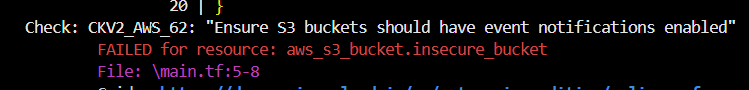 20 | }
Check: CKV2_AWS_62: "Ensure S3 buckets should have event notifications enabled"
FAILED for resource: aws_s3_bucket.insecure_bucket
File: \main.tf:5-8